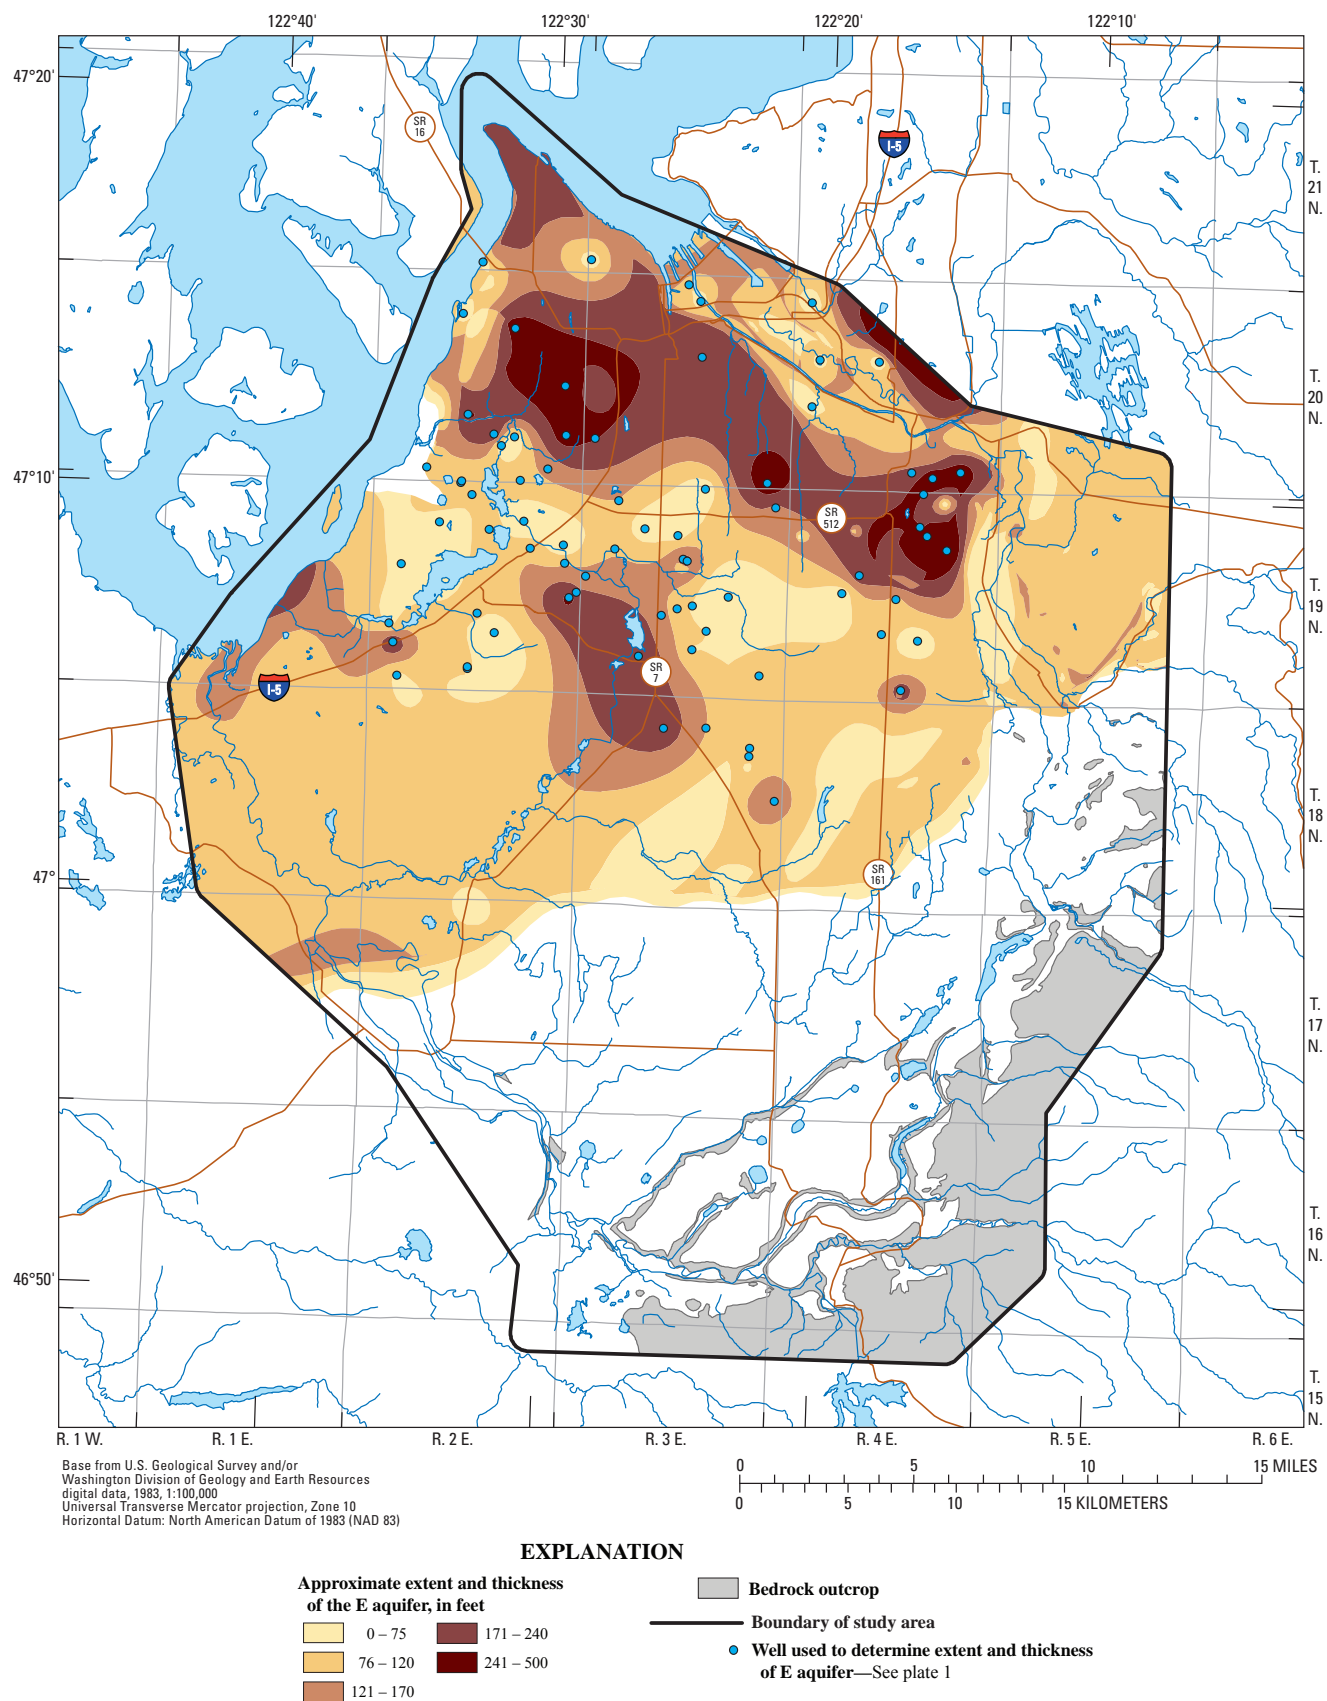 122°40'
122°30'
122°20'
122°10'
47°20'
SR
16
I-5
T.
21
N.
T.
20
N.
47°10'
SR
512
T.
19
N.
I-5
SR
7
T.
18
N.
47°
SR
161
T.
17
N.
T.
16
N.
46°50'
T.
15
N.
R. 1 W.
R. 1 E.
R. 2 E.
R. 3 E.
R. 4 E.
R. 5 E.
R. 6 E.
Base from U.S. Geological Survey and/or
Washington Division of Geology and Earth Resources
digital data, 1983, 1:100,000
Universal Transverse Mercator projection, Zone 10
Horizontal Datum: North American Datum of 1983 (NAD 83)
0 5 10 15 MILES
0 5 10 15 KILOMETERS
EXPLANATION
Approximate extent and thickness
of the E aquifer, in feet
0 – 75
76 – 120
121 – 170
171 – 240
241 – 500
Bedrock outcrop
Boundary of study area
Well used to determine extent and thickness
of E aquifer—See plate 1